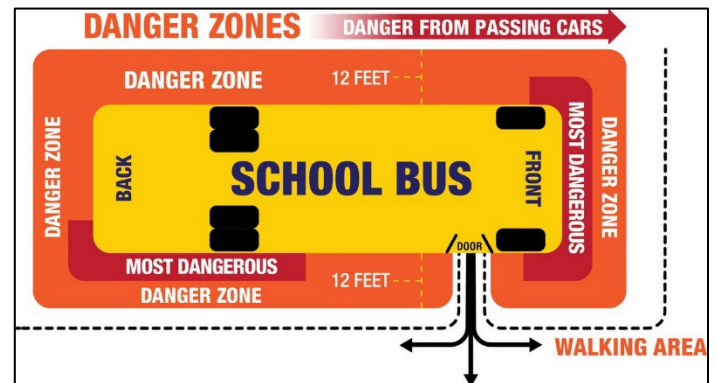 DANGER ZONES
DANGER FROM PASSING CARS
DANGER ZONE
12 FEET
DANGER ZONE
BACK
SCHOOL BUS
FRONT
MOST DANGEROUS
DANGER ZONE
DOOR
MOST DANGEROUS
DANGER ZONE
12 FEET
WALKING AREA